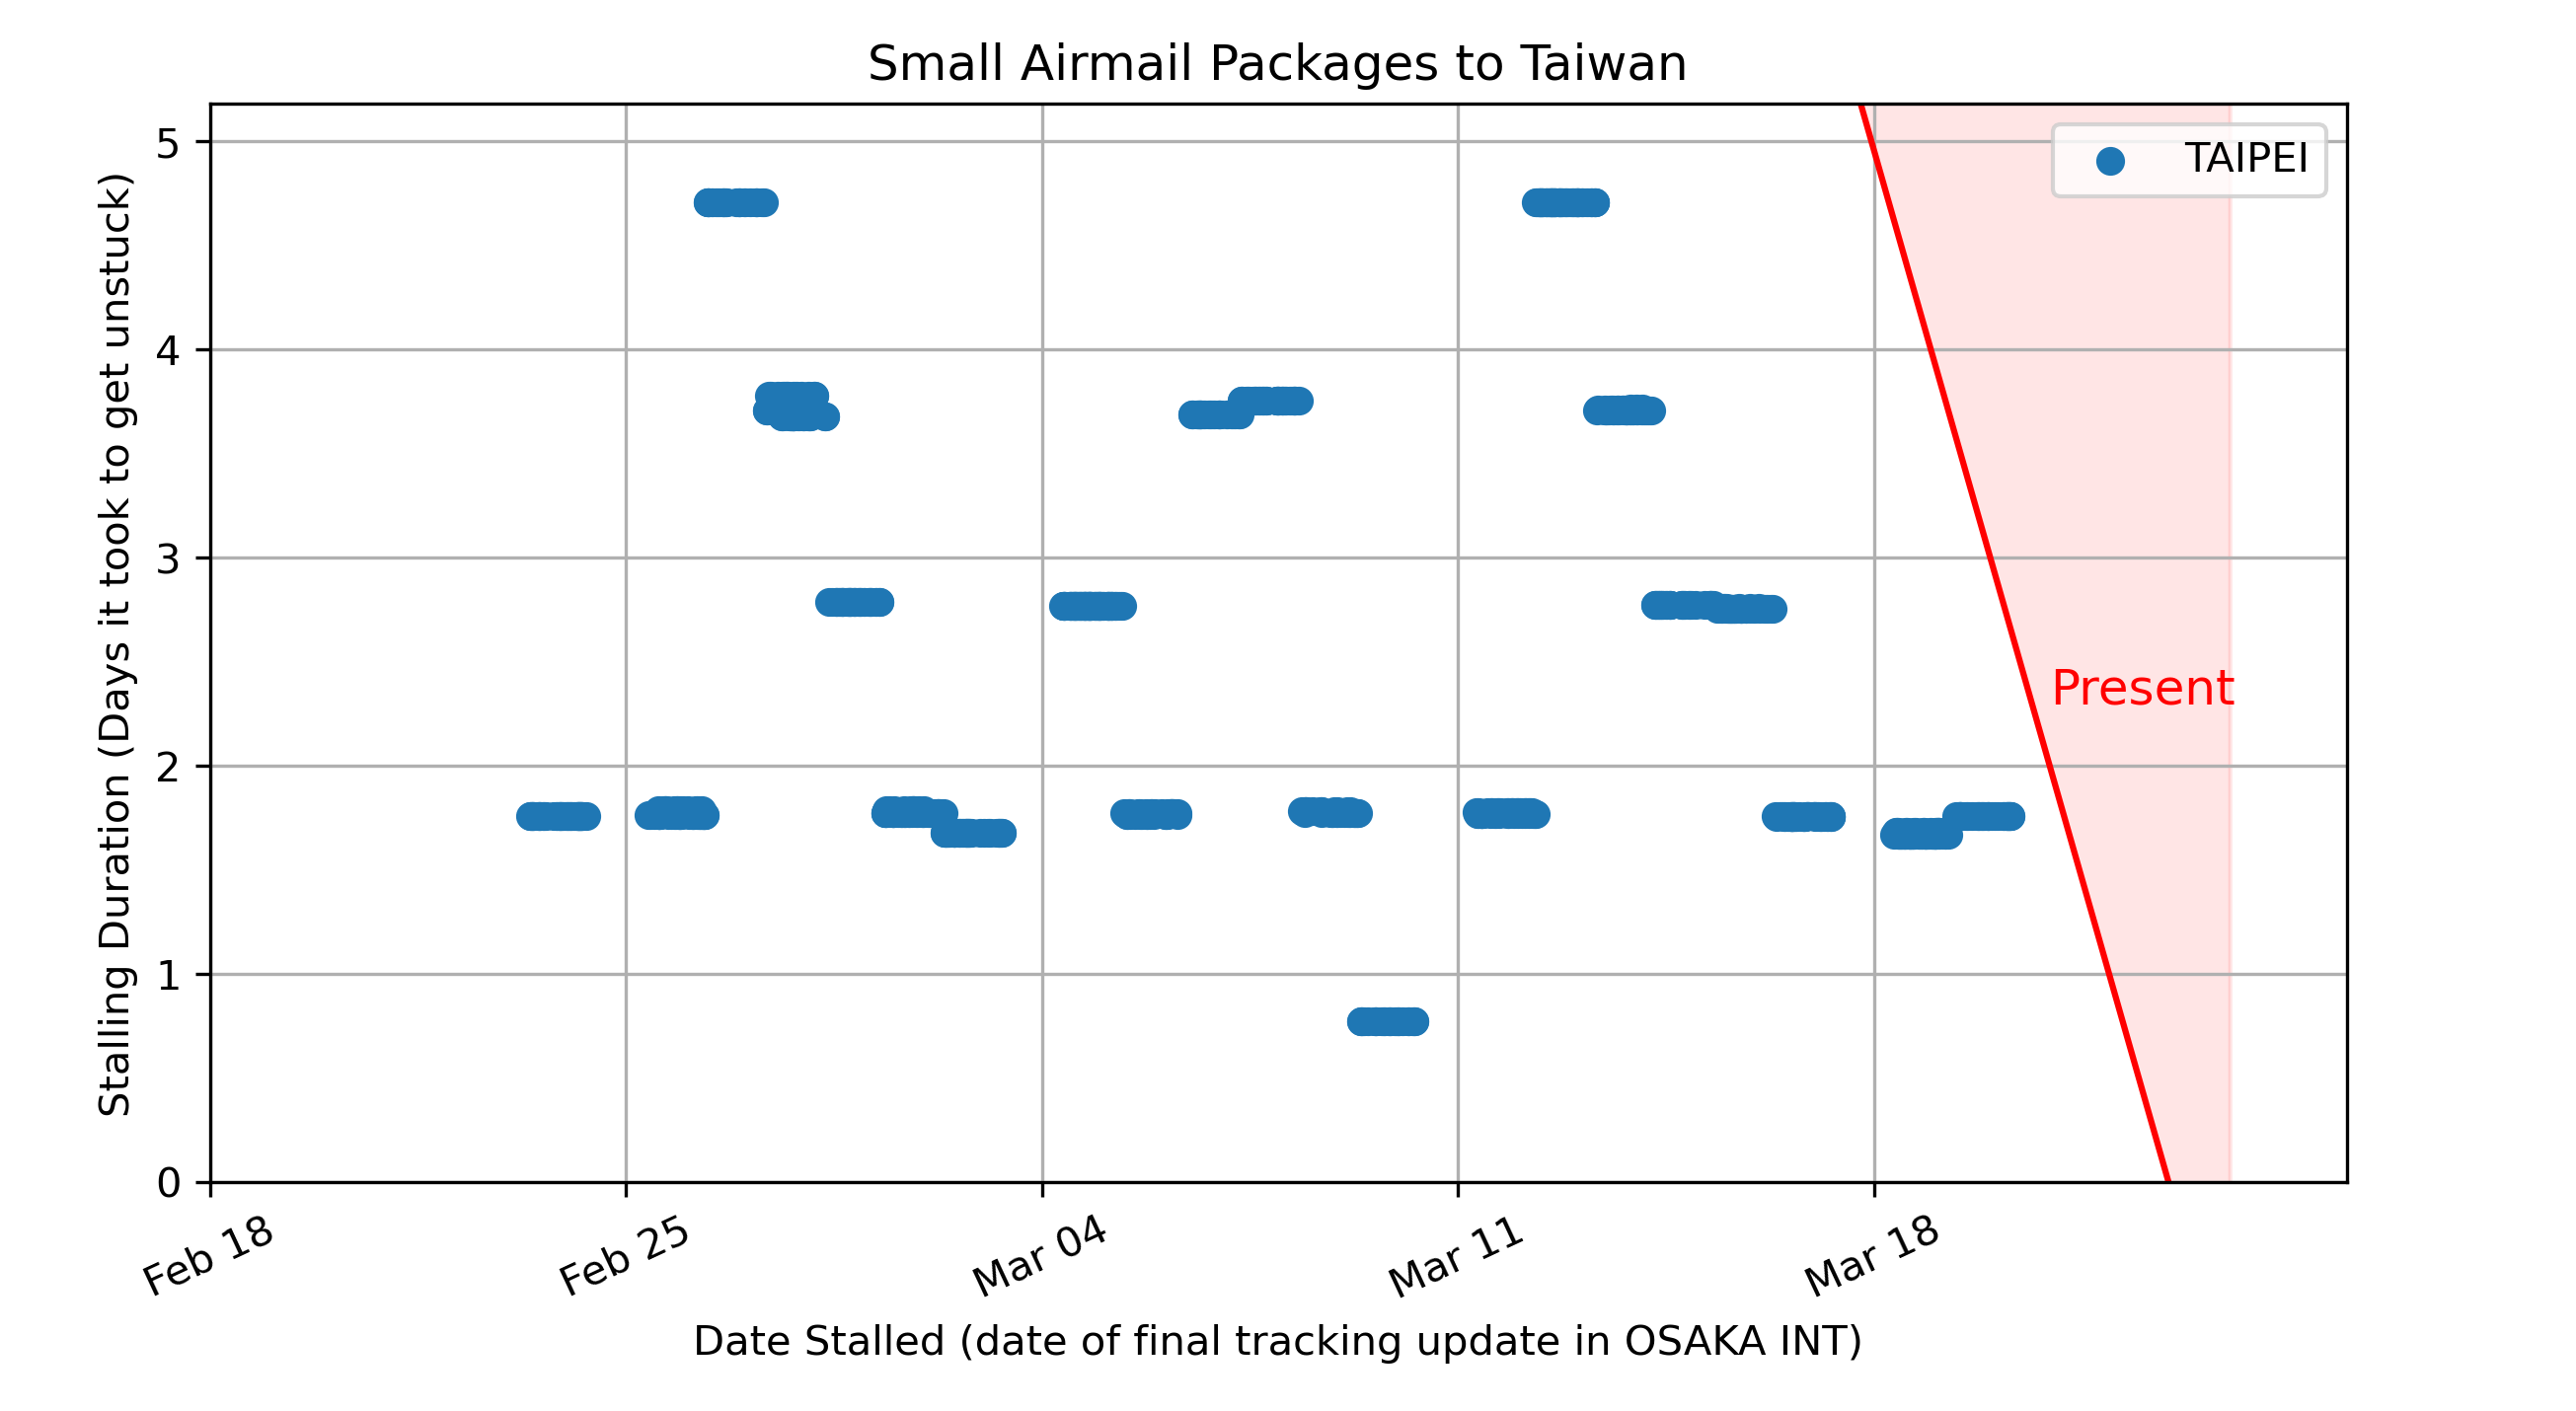 Small Airmail Packages to Taiwan
TAIPEI
Stalling Duration (Days it took to get unstuck)
5
4
3
2
1
0
Present
Feb 18
Feb 25
Mar 04
Mar 11
Mar 18
Date Stalled (date of final tracking update in OSAKA INT)